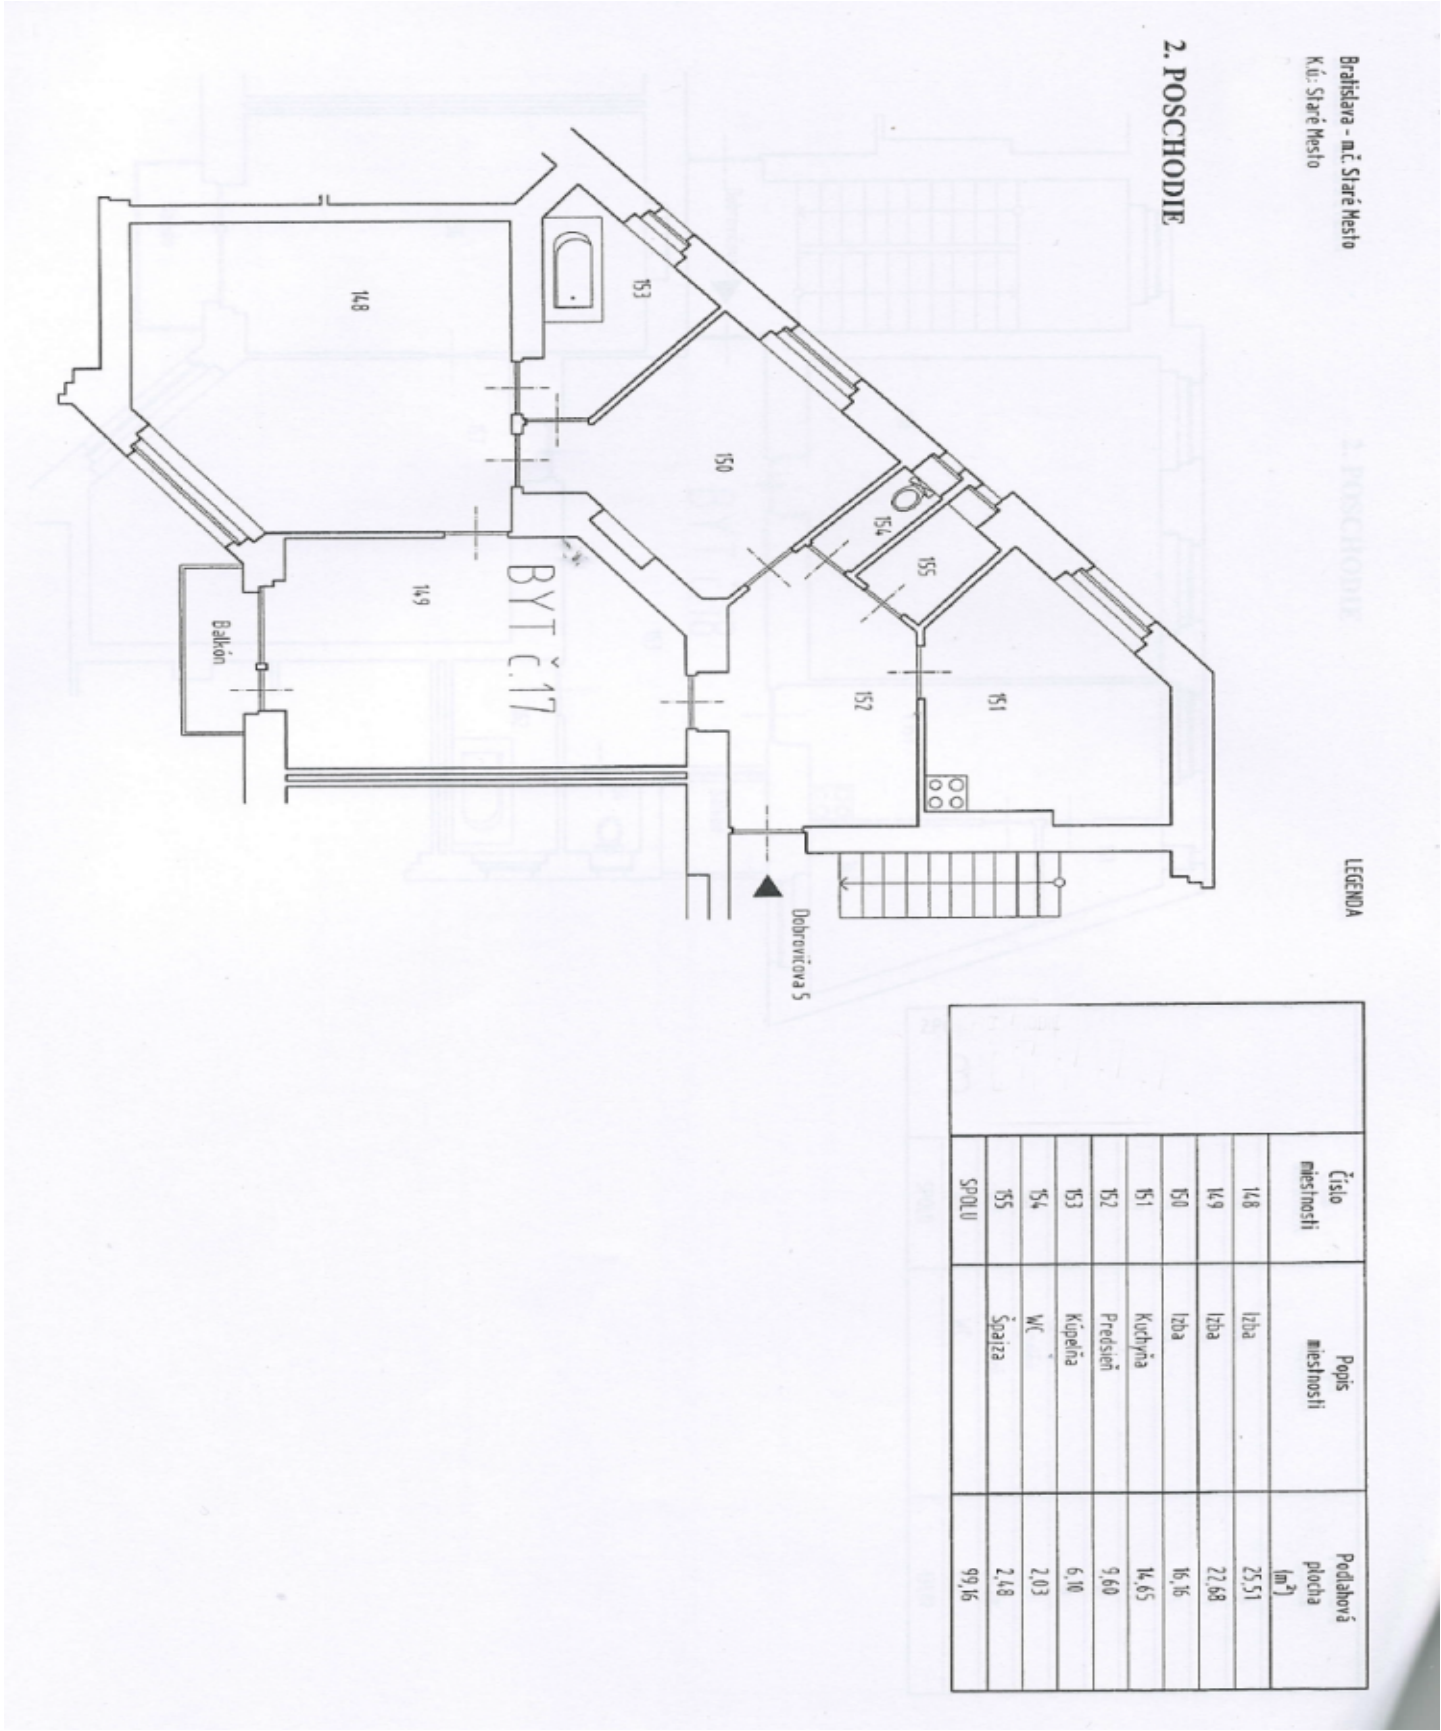 Bratislava - m.č. Staré Mesto
K.ú.: Staré Mesto
2. POSCHODIE
LEGENDA
Číslo miestnosti Popis miestnosti Podlahová plocha (m²)
148 Izba 25,51
149 Izba 22,68
150 Izba 16,16
151 Kuchyňa 14,65
152 Predsieň 9,60
153 Kúpeľňa 6,10
154 WC 2,03
155 Špajza 2,48
SPOLU 99,16
151
155
154
152
150
153
Dobrovičova 5
BYT č.17
149
148
Balkón
2. POSCHODIE